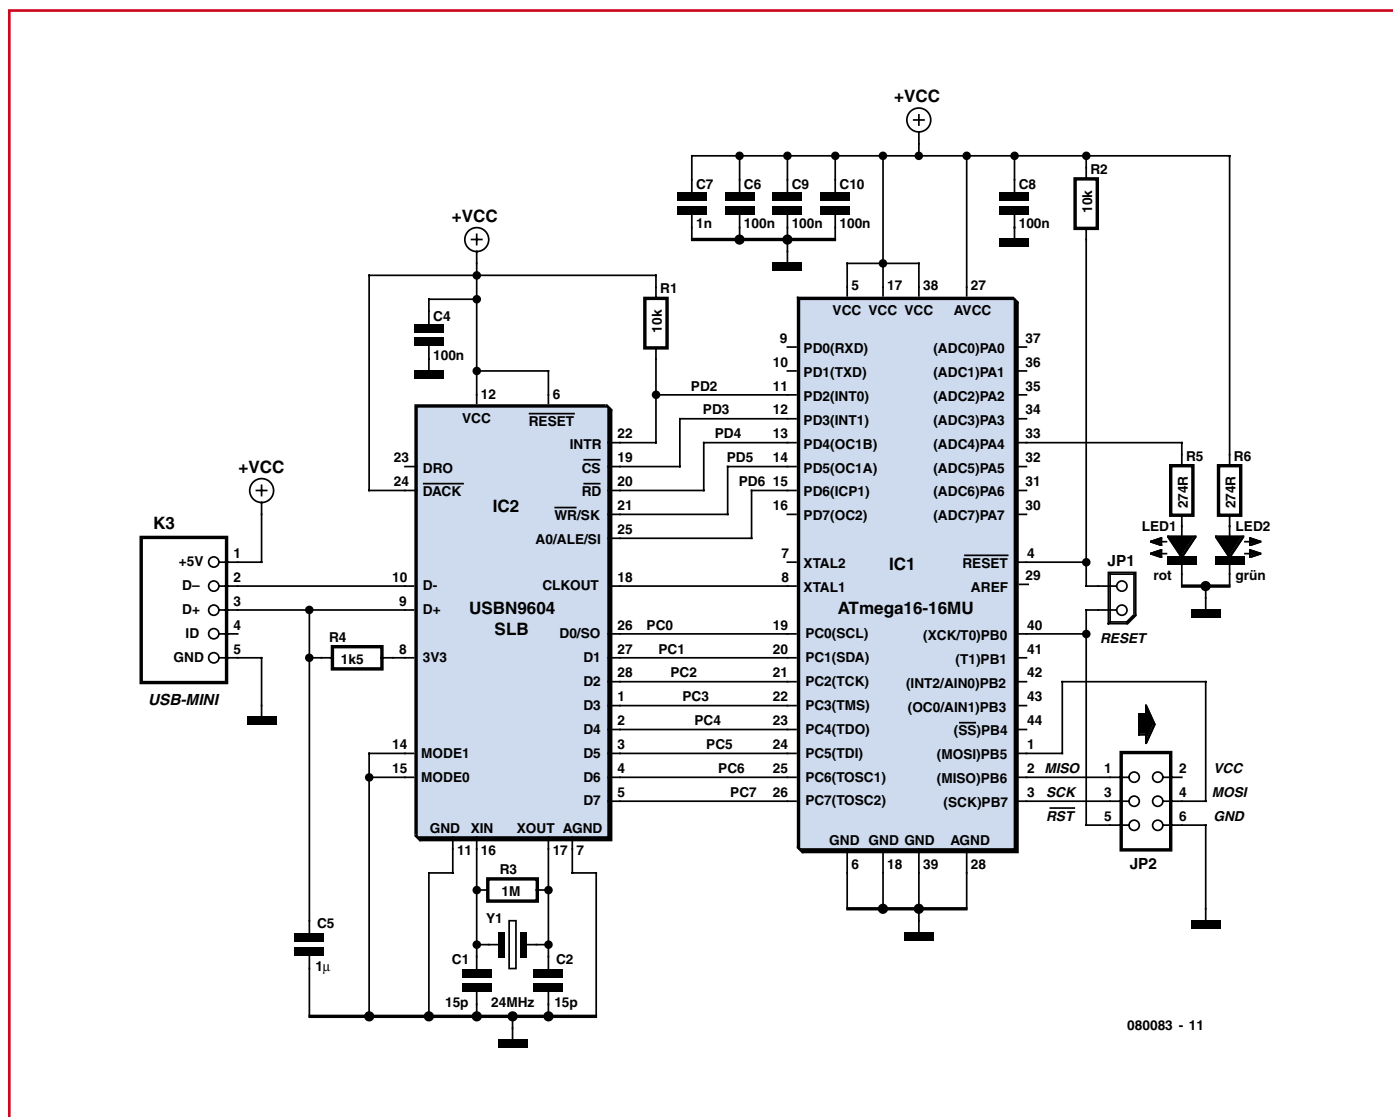 +VCC
C7
1n
C6
100n
C9
100n
C10
100n
C8
100n
R2
10k
+VCC
C4
100n
R1
10k
12
6
VCC
RESET
INTR
22
CS
19
RD
20
WR/SK
21
A0/ALE/SI
25
CLKOUT
18
D0/SO
26
D1
27
D2
28
D3
1
D4
2
D5
3
D6
4
D7
5
23
DRO
24
DACK
IC2
10
D-
9
D+
USBN9604
SLB
8
3V3
14
MODE1
15
MODE0
GND
XIN
XOUT
AGND
11
16
17
7
+VCC
K3
+5V
1
D–
2
D+
3
ID
4
GND
5
USB-MINI
R4
1k5
C5
1µ
R3
1M
Y1
C1
C2
15p
24MHz
15p
PD2
PD3
PD4
PD5
PD6
PC0
PC1
PC2
PC3
PC4
PC5
PC6
PC7
5
17
38
27
VCC
VCC
VCC
AVCC
9
PD0(RXD)
10
PD1(TXD)
11
PD2(INT0)
12
PD3(INT1)
13
PD4(OC1B)
14
PD5(OC1A)
15
PD6(ICP1)
16
PD7(OC2)
7
XTAL2
8
XTAL1
19
PC0(SCL)
20
PC1(SDA)
21
PC2(TCK)
22
PC3(TMS)
23
PC4(TDO)
24
PC5(TDI)
25
PC6(TOSC1)
26
PC7(TOSC2)
IC1
ATmega16-16MU
(ADC0)PA0
37
(ADC1)PA1
36
(ADC2)PA2
35
(ADC3)PA3
34
(ADC4)PA4
33
(ADC5)PA5
32
(ADC6)PA6
31
(ADC7)PA7
30
RESET
4
AREF
29
(XCK/T0)PB0
40
(T1)PB1
41
(INT2/AIN0)PB2
42
(OC0/AIN1)PB3
43
(SS)PB4
44
(MOSI)PB5
1
(MISO)PB6
2
(SCK)PB7
3
GND
GND
GND
AGND
6
18
39
28
R5
274R
R6
274R
LED1
rot
LED2
grün
JP1
RESET
MISO
SCK
RST
1
3
5
2
4
6
VCC
MOSI
GND
JP2
080083 - 11